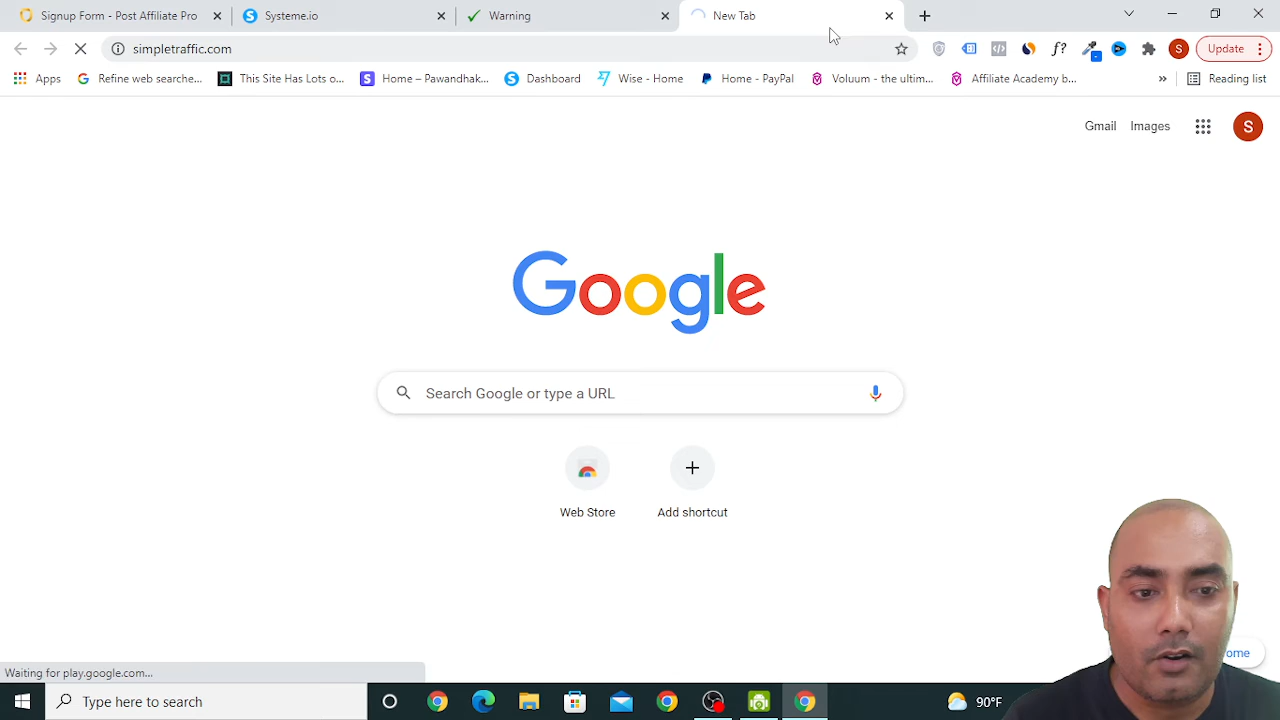 Signup Form - Post Affiliate Pro
Systeme.io
Warning
New Tab
simpletraffic.com
f?
S
Update
Apps
Refine web searche...
This Site Has Lots o...
Home – Pawandhak...
Dashboard
Wise - Home
Home - PayPal
Voluum - the ultim...
Affiliate Academy b...
»
Reading list
Gmail
Images
S
Google
Search Google or type a URL
Web Store
Add shortcut
ome
Waiting for play.google.com...
Type here to search
90°F